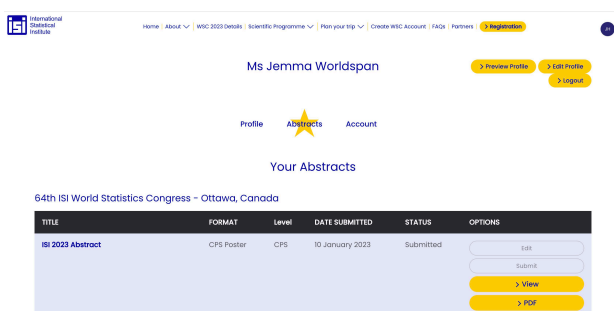 isi International
Statistical
Institute
Home About WSC 2023 Details Scientific Programme Plan your trip Create WSC Account FAQs Partners > Registration
JH
Ms Jemma Worldspan
> Preview Profile > Edit Profile
> Logout
Profile Abstracts Account
Your Abstracts
64th ISI World Statistics Congress - Ottawa, Canada
TITLE FORMAT Level DATE SUBMITTED STATUS OPTIONS
ISI 2023 Abstract CPS Poster CPS 10 January 2023 Submitted Edit
Submit
> View
> PDF